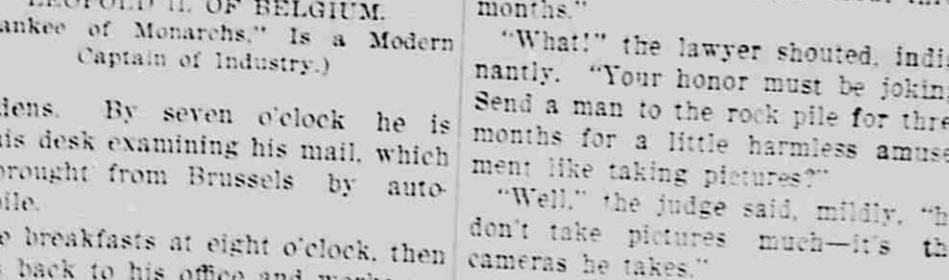 LEOPOLD II. OF BELGIUM.
ankee of Monarchs," Is a Modern
Captain of Industry.)
dens. By seven o'clock he is
his desk examining his mail, which
brought from Brussels by auto-
ile.
e breakfasts at eight o'clock, then
back to his office and
months."
"What!" the lawyer shouted, indi
nantly. "Your honor must be jokin
Send a man to the rock pile for thre
months for a little harmless amuse
ment like taking pictures?"
"Well," the judge said, mildly, "h
don't take pictures much—it's th
cameras he takes."